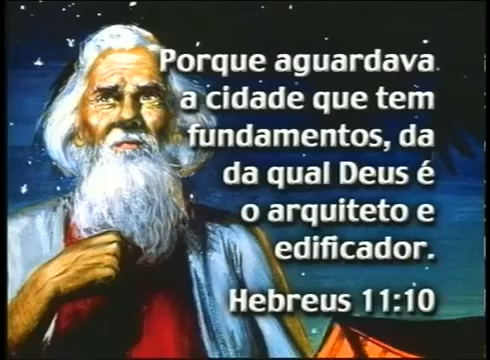 Porque aguardava
a cidade que tem
fundamentos, da
da qual Deus é
o arquiteto e
edificador.
Hebreus 11:10